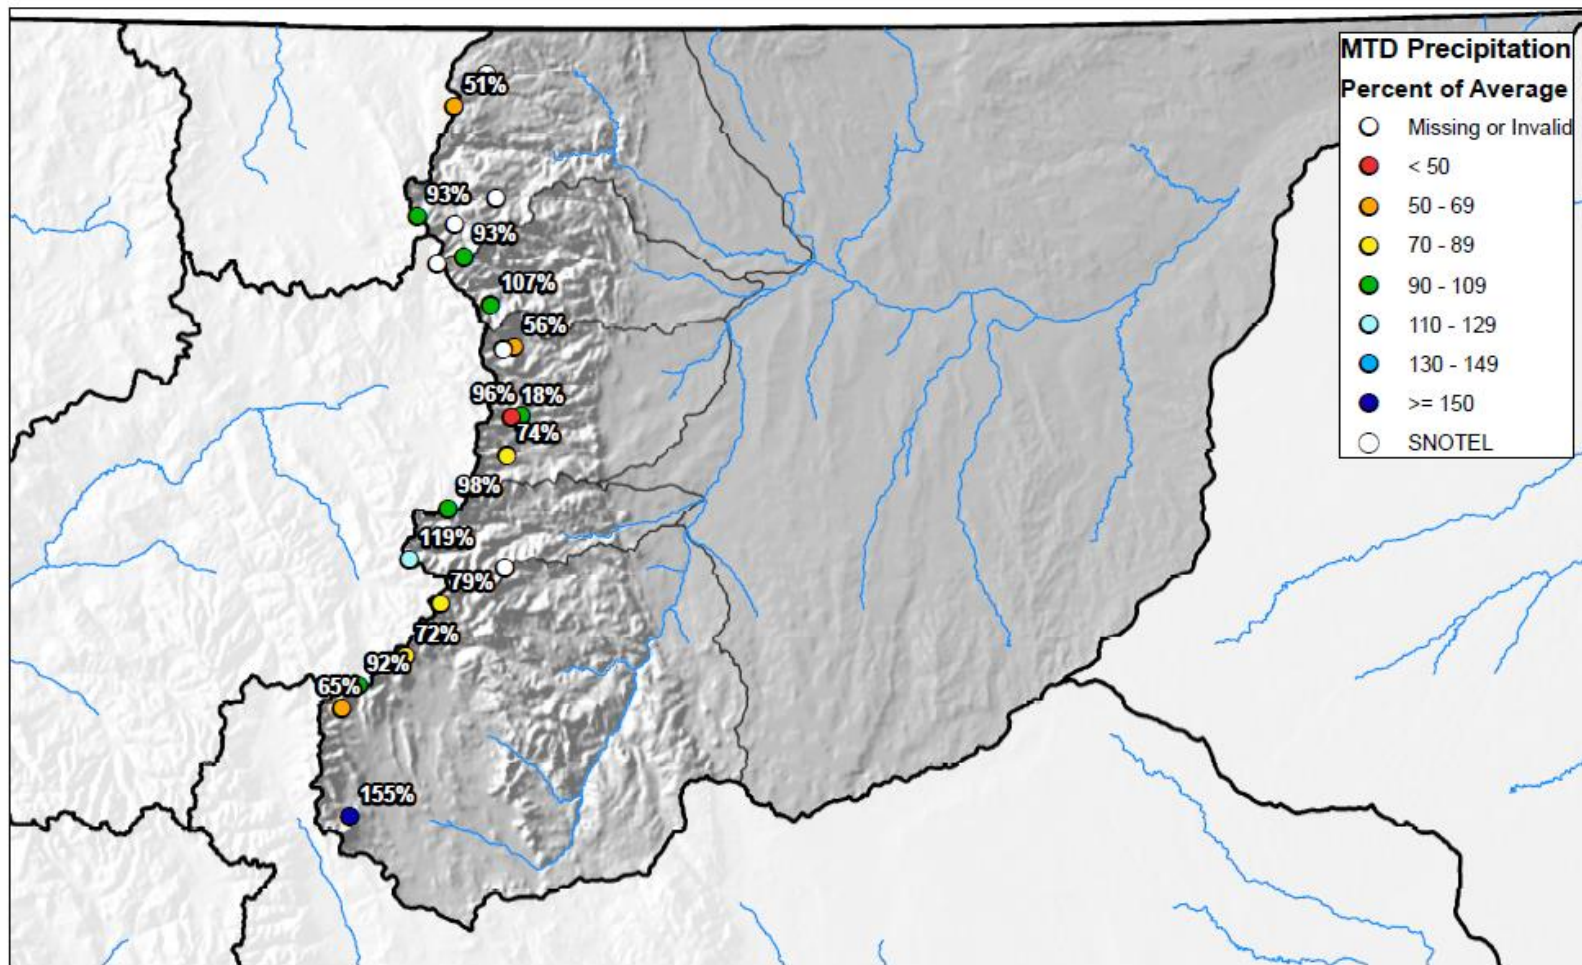 MTD Precipitation
Percent of Average
Missing or Invalid
< 50
50 - 69
70 - 89
90 - 109
110 - 129
130 - 149
>= 150
SNOTEL
51%
93%
93%
107%
56%
96% 18%
74%
98%
119%
79%
72%
92%
65%
155%